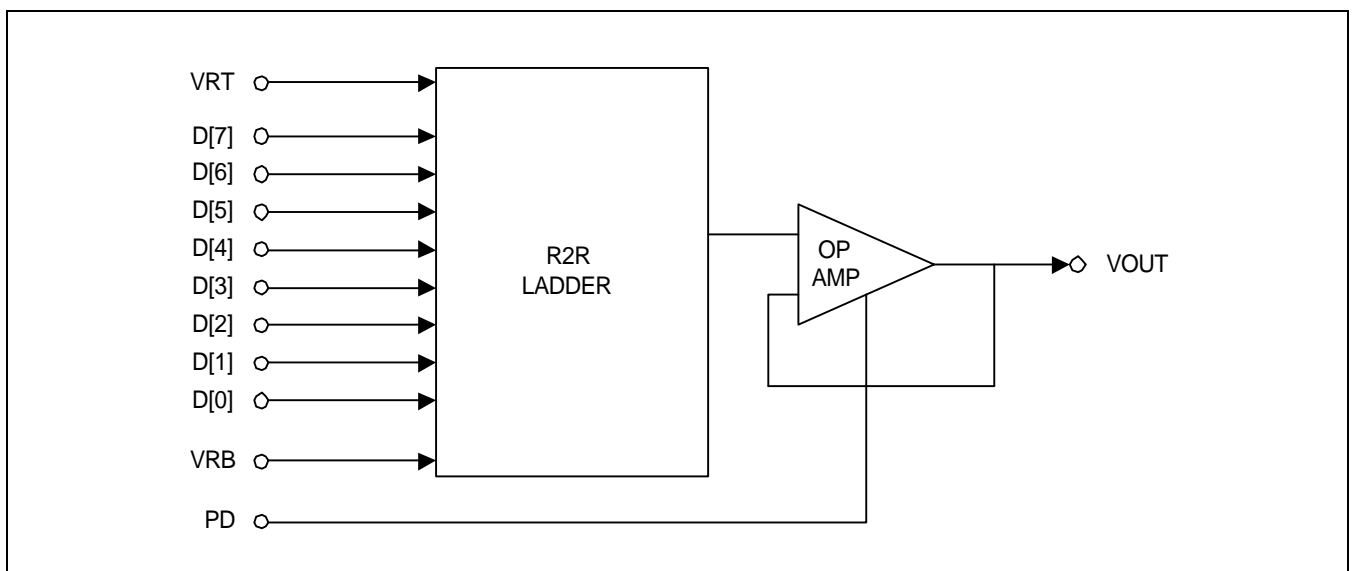 VRT
D[7]
D[6]
D[5]
D[4]
D[3]
D[2]
D[1]
D[0]
VRB
PD
R2R
LADDER
OP
AMP
VOUT